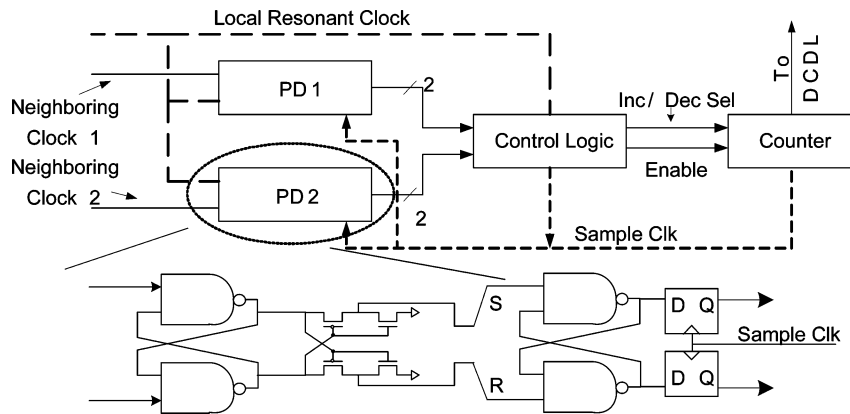 Local Resonant Clock
To
DCDL
PD 1
2
Neighboring
Clock 1
Inc/ Dec Sel
Control Logic
Counter
Neighboring
Clock 2
Enable
PD 2
2
Sample Clk
S
D Q
Sample Clk
R
D Q